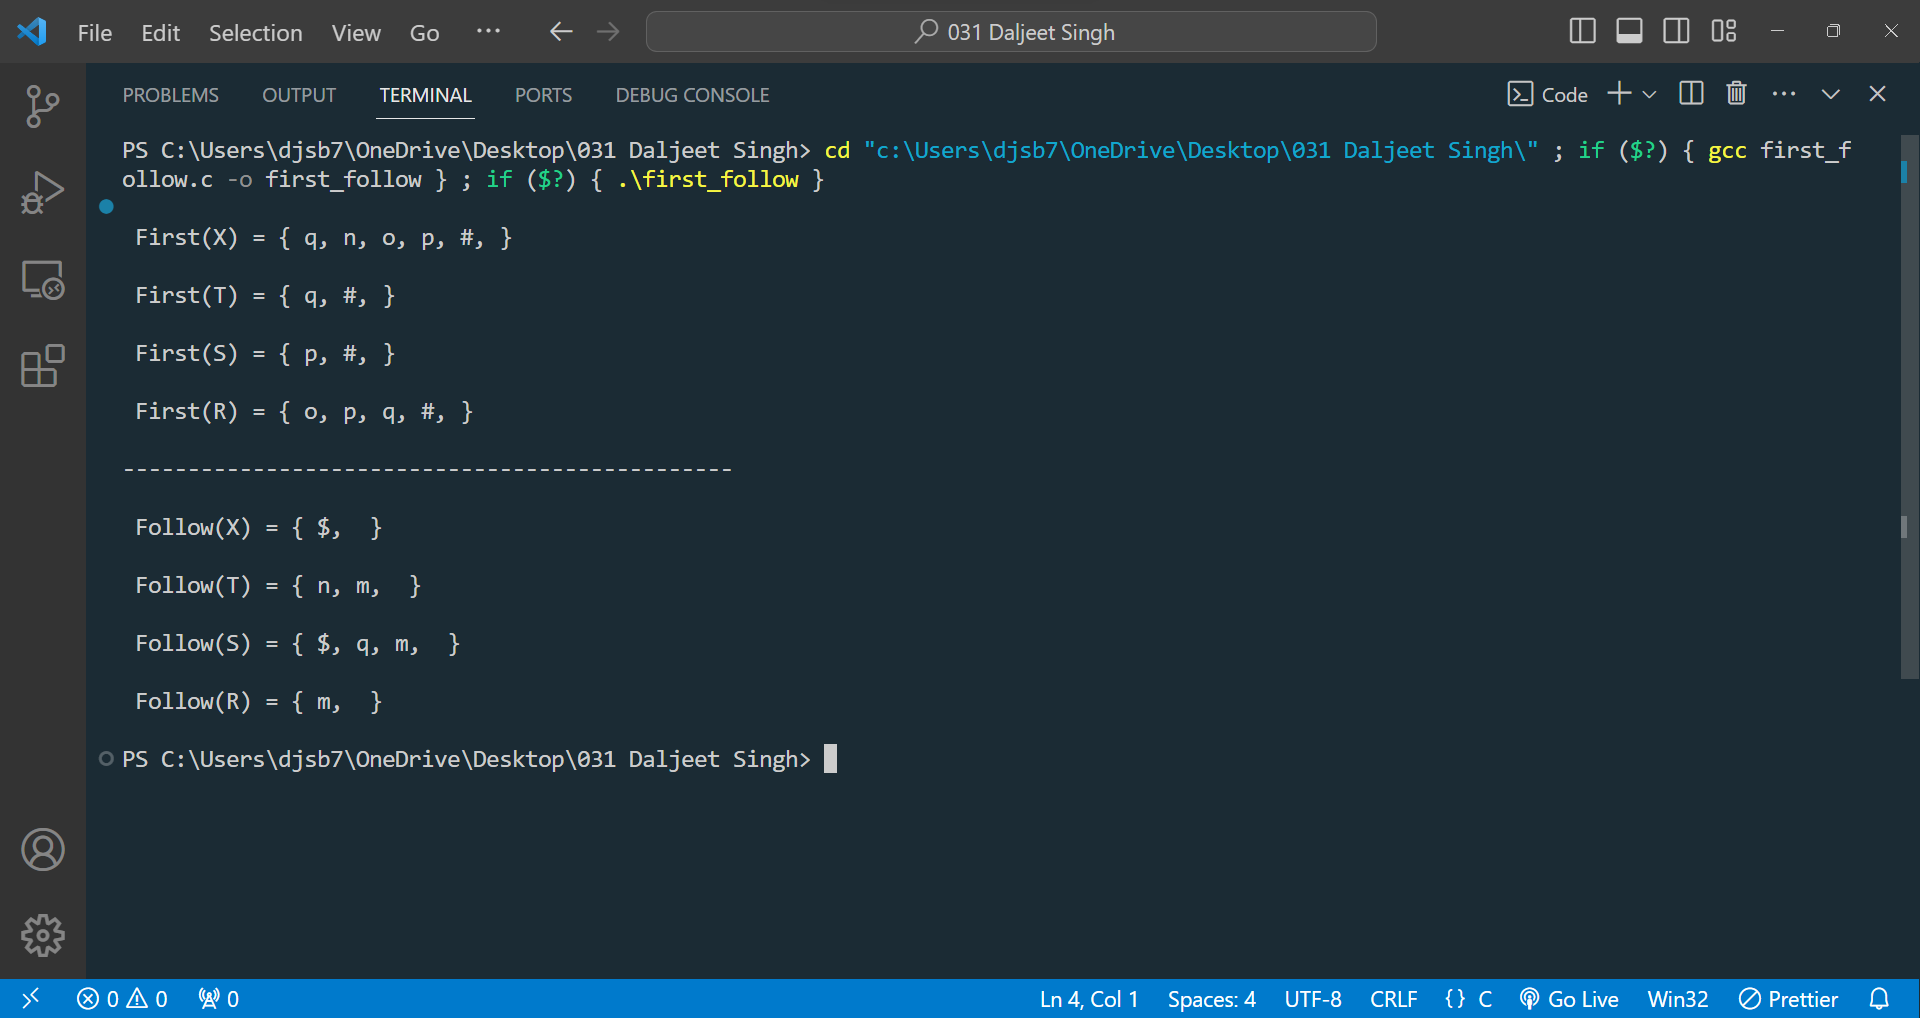 File Edit Selection View Go ··· 031 Daljeet Singh
PROBLEMS OUTPUT TERMINAL PORTS DEBUG CONSOLE Code
PS C:\Users\djsb7\OneDrive\Desktop\031 Daljeet Singh> cd "c:\Users\djsb7\OneDrive\Desktop\031 Daljeet Singh\" ; if ($?) { gcc first_f
ollow.c -o first_follow } ; if ($?) { .\first_follow }
First(X) = { q, n, o, p, #, }
First(T) = { q, #, }
First(S) = { p, #, }
First(R) = { o, p, q, #, }
-----------------------------------------------
Follow(X) = { $,  }
Follow(T) = { n, m,  }
Follow(S) = { $, q, m,  }
Follow(R) = { m,  }
PS C:\Users\djsb7\OneDrive\Desktop\031 Daljeet Singh>
0 0 0 Ln 4, Col 1 Spaces: 4 UTF-8 CRLF {} C Go Live Win32 Prettier